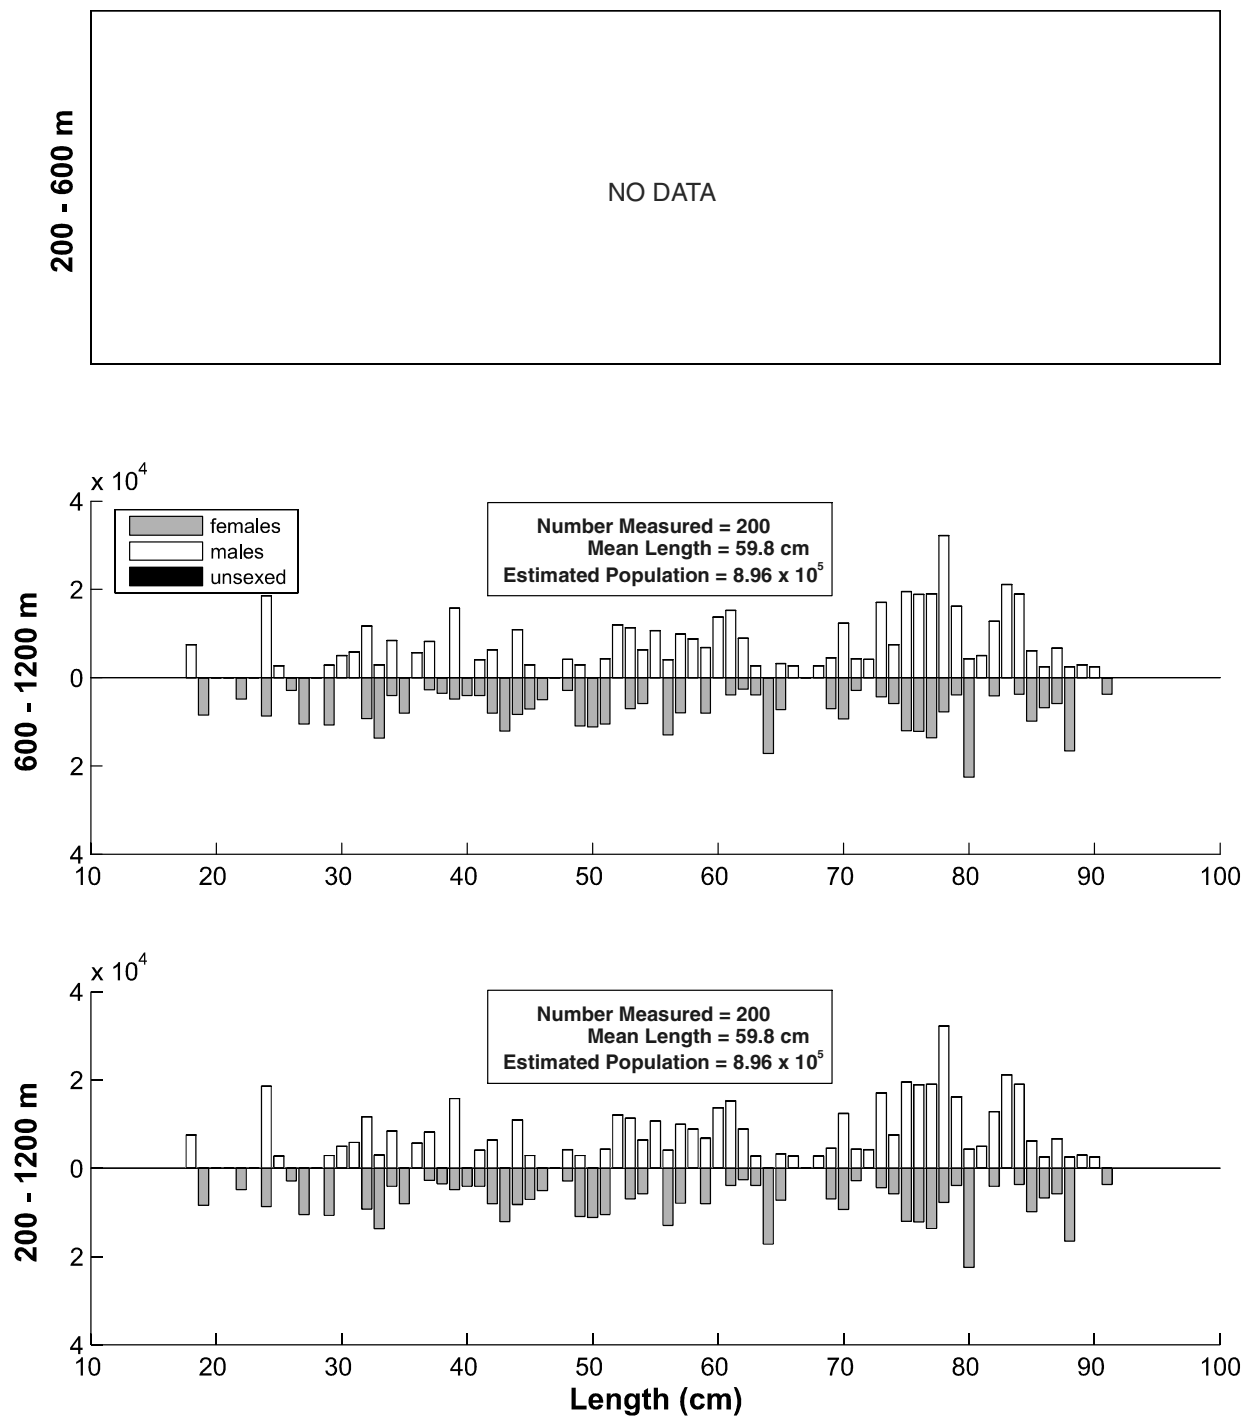 200 - 600 m
NO DATA
x 10^4
4
2
0
2
4
600 - 1200 m
females
males
unsexed
Number Measured = 200
Mean Length = 59.8 cm
Estimated Population = 8.96 x 10^5
10 20 30 40 50 60 70 80 90 100
x 10^4
4
2
0
2
4
200 - 1200 m
Number Measured = 200
Mean Length = 59.8 cm
Estimated Population = 8.96 x 10^5
10 20 30 40 50 60 70 80 90 100
Length (cm)